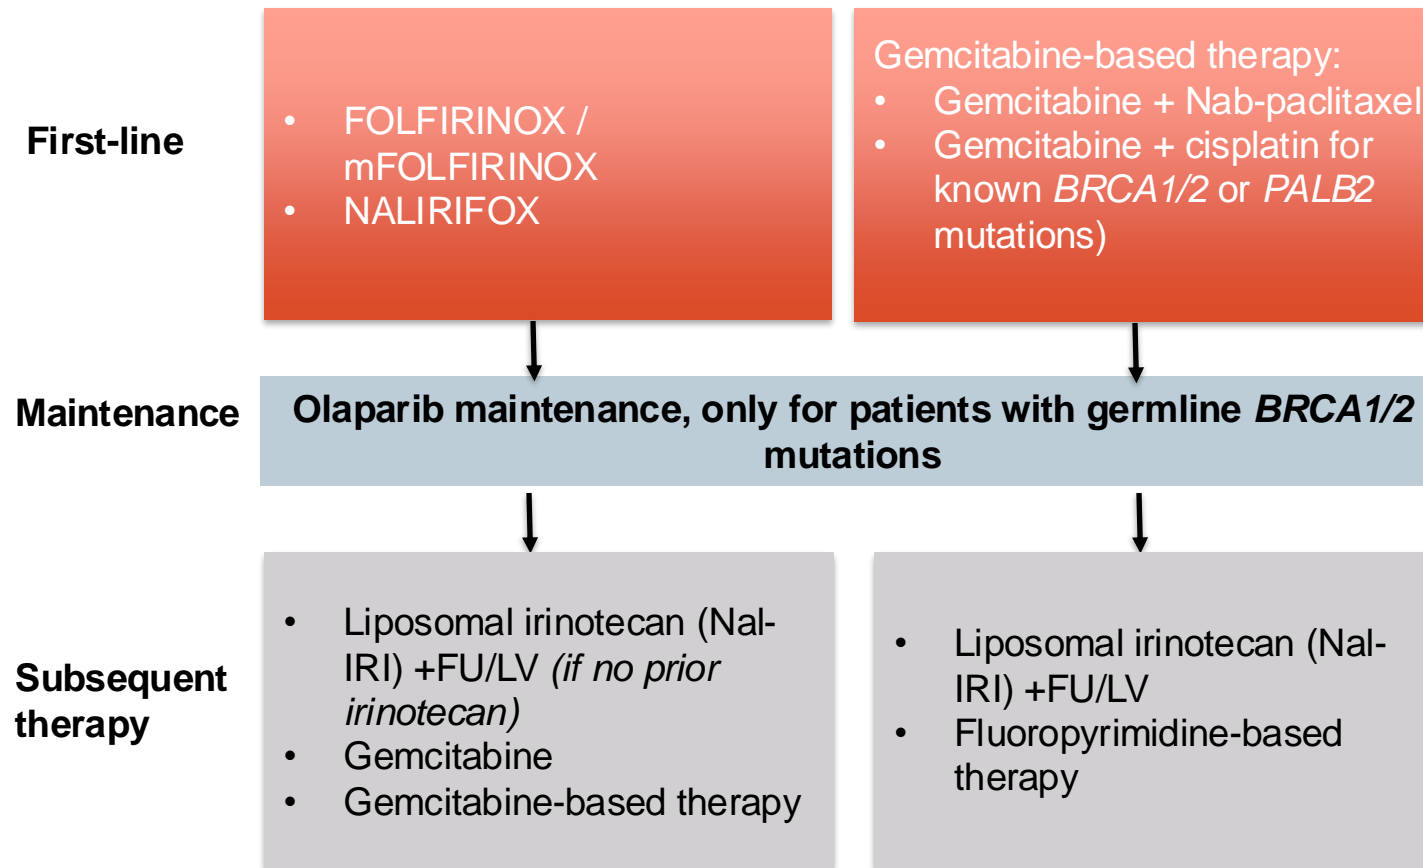 First-line
• FOLFIRINOX /
mFOLFIRINOX
• NALIRIFOX
Gemcitabine-based therapy:
• Gemcitabine + Nab-paclitaxel
• Gemcitabine + cisplatin for
known BRCA1/2 or PALB2
mutations)
Maintenance
Olaparib maintenance, only for patients with germline BRCA1/2
mutations
Subsequent
therapy
• Liposomal irinotecan (Nal-
IRI) +FU/LV (if no prior
irinotecan)
• Gemcitabine
• Gemcitabine-based therapy
• Liposomal irinotecan (Nal-
IRI) +FU/LV
• Fluoropyrimidine-based
therapy